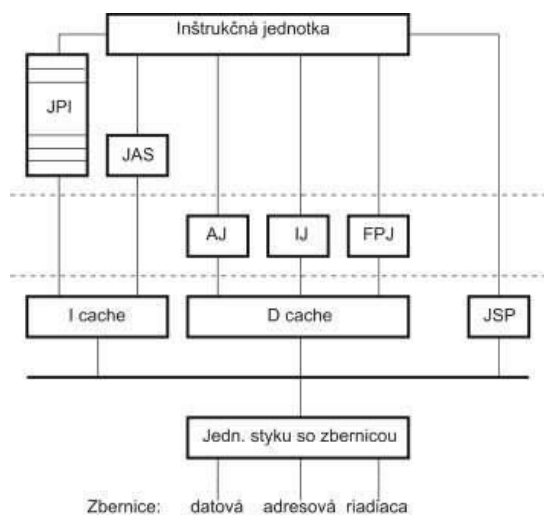 Inštrukčná jednotka
JPI
JAS
AJ
IJ
FPJ
I cache
D cache
JSP
Jedn. styku so zbernicou
Zbernice: datová adresová riadiaca